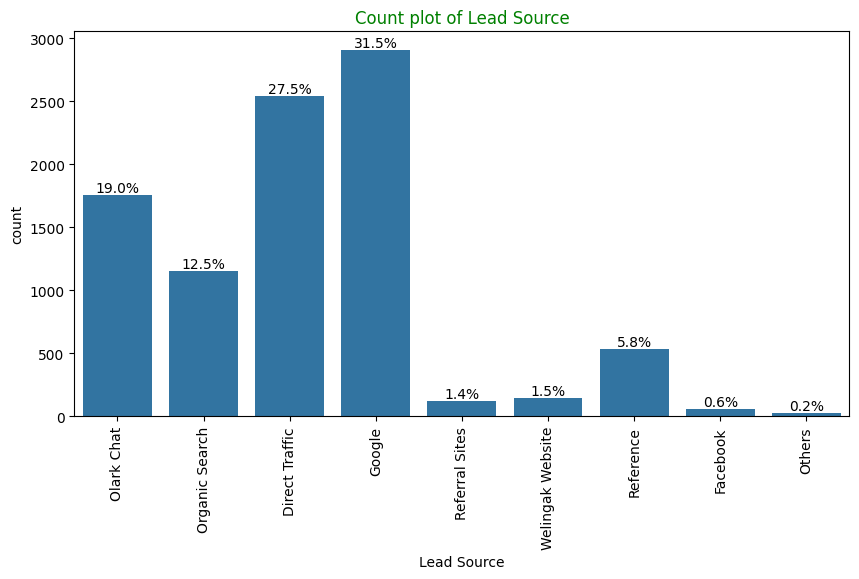 Count plot of Lead Source
3000
2500
2000
1500
1000
500
0
count
19.0%
12.5%
27.5%
31.5%
1.4%
1.5%
5.8%
0.6%
0.2%
Olark Chat
Organic Search
Direct Traffic
Google
Referral Sites
Welingak Website
Reference
Facebook
Others
Lead Source